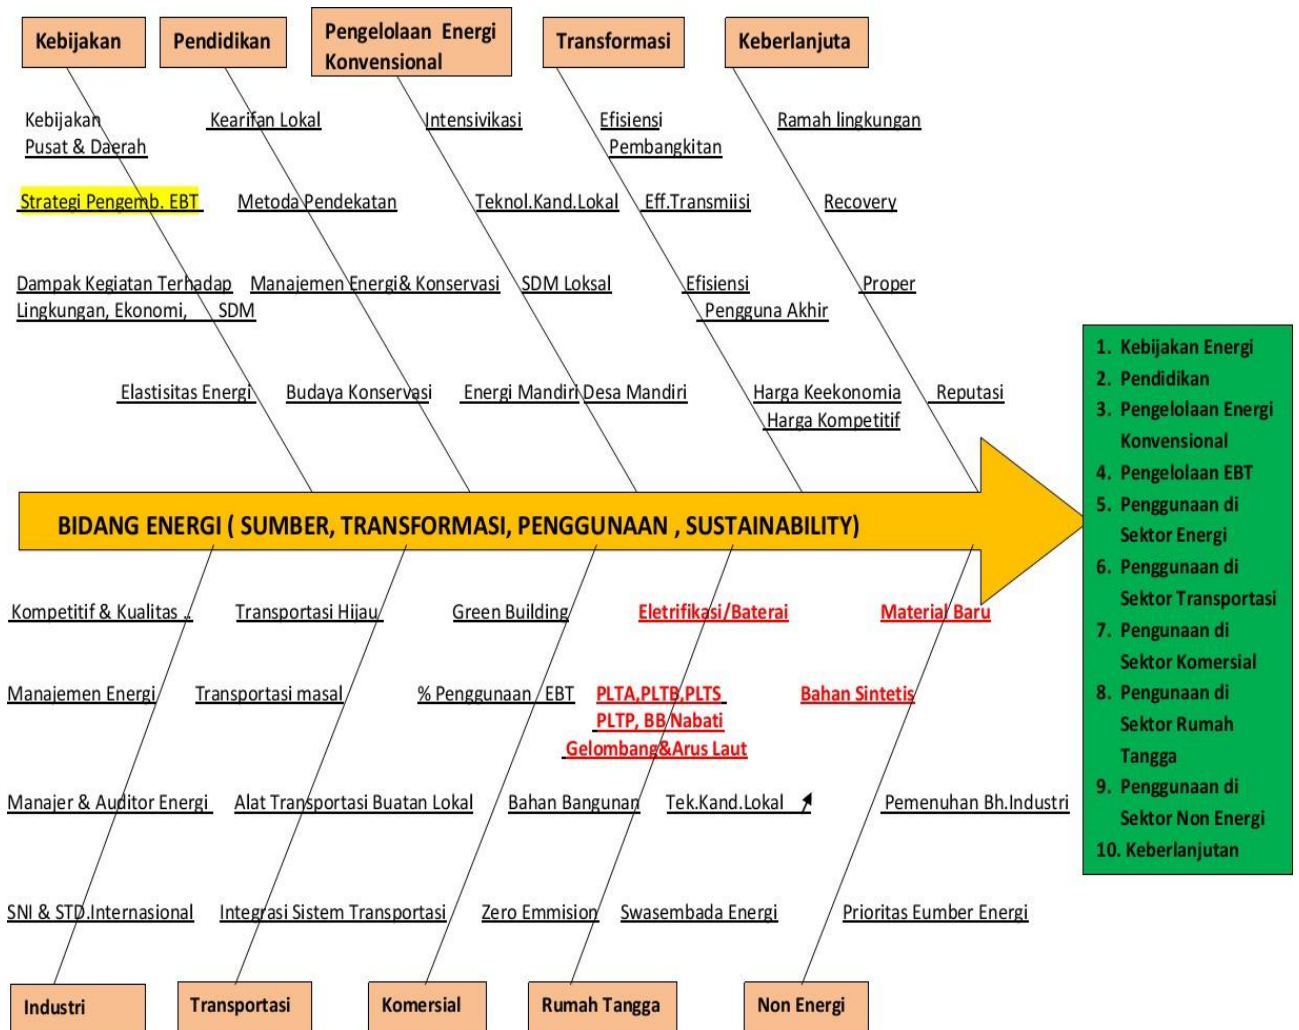 Kebijakan
Pendidikan
Pengelolaan Energi
Konvensional
Transformasi
Keberlanjuta
Kebijakan
Pusat & Daerah
Kearifan Lokal
Intensivikasi
Efisiensi
Pembangkitan
Ramah lingkungan
Strategi Pengemb. EBT
Metoda Pendekatan
Teknol.Kand.Lokal
Eff.Transmiisi
Recovery
Dampak Kegiatan Terhadap
Lingkungan, Ekonomi, SDM
Manajemen Energi& Konservasi
SDM Loksal
Efisiensi
Pengguna Akhir
Proper
Elastisitas Energi
Budaya Konservasi
Energi Mandiri Desa Mandiri
Harga Keekonomia
Harga Kompetitif
Reputasi
BIDANG ENERGI ( SUMBER, TRANSFORMASI, PENGGUNAAN , SUSTAINABILITY)
1. Kebijakan Energi
2. Pendidikan
3. Pengelolaan Energi
Konvensional
4. Pengelolaan EBT
5. Penggunaan di
Sektor Energi
6. Penggunaan di
Sektor Transportasi
7. Pengunaan di
Sektor Komersial
8. Pengunaan di
Sektor Rumah
Tangga
9. Penggunaan di
Sektor Non Energi
10. Keberlanjutan
Kompetitif & Kualitas ..
Transportasi Hijau
Green Building
Eletrifikasi/Baterai
Material Baru
Manajemen Energi
Transportasi masal
% Penggunaan EBT
PLTA,PLTB,PLTS
PLTP, BB Nabati
Gelombang&Arus Laut
Bahan Sintetis
Manajer & Auditor Energi
Alat Transportasi Buatan Lokal
Bahan Bangunan
Tek.Kand.Lokal
Pemenuhan Bh.Industri
SNI & STD.Internasional
Integrasi Sistem Transportasi
Zero Emmision
Swasembada Energi
Prioritas Eumber Energi
Industri
Transportasi
Komersial
Rumah Tangga
Non Energi